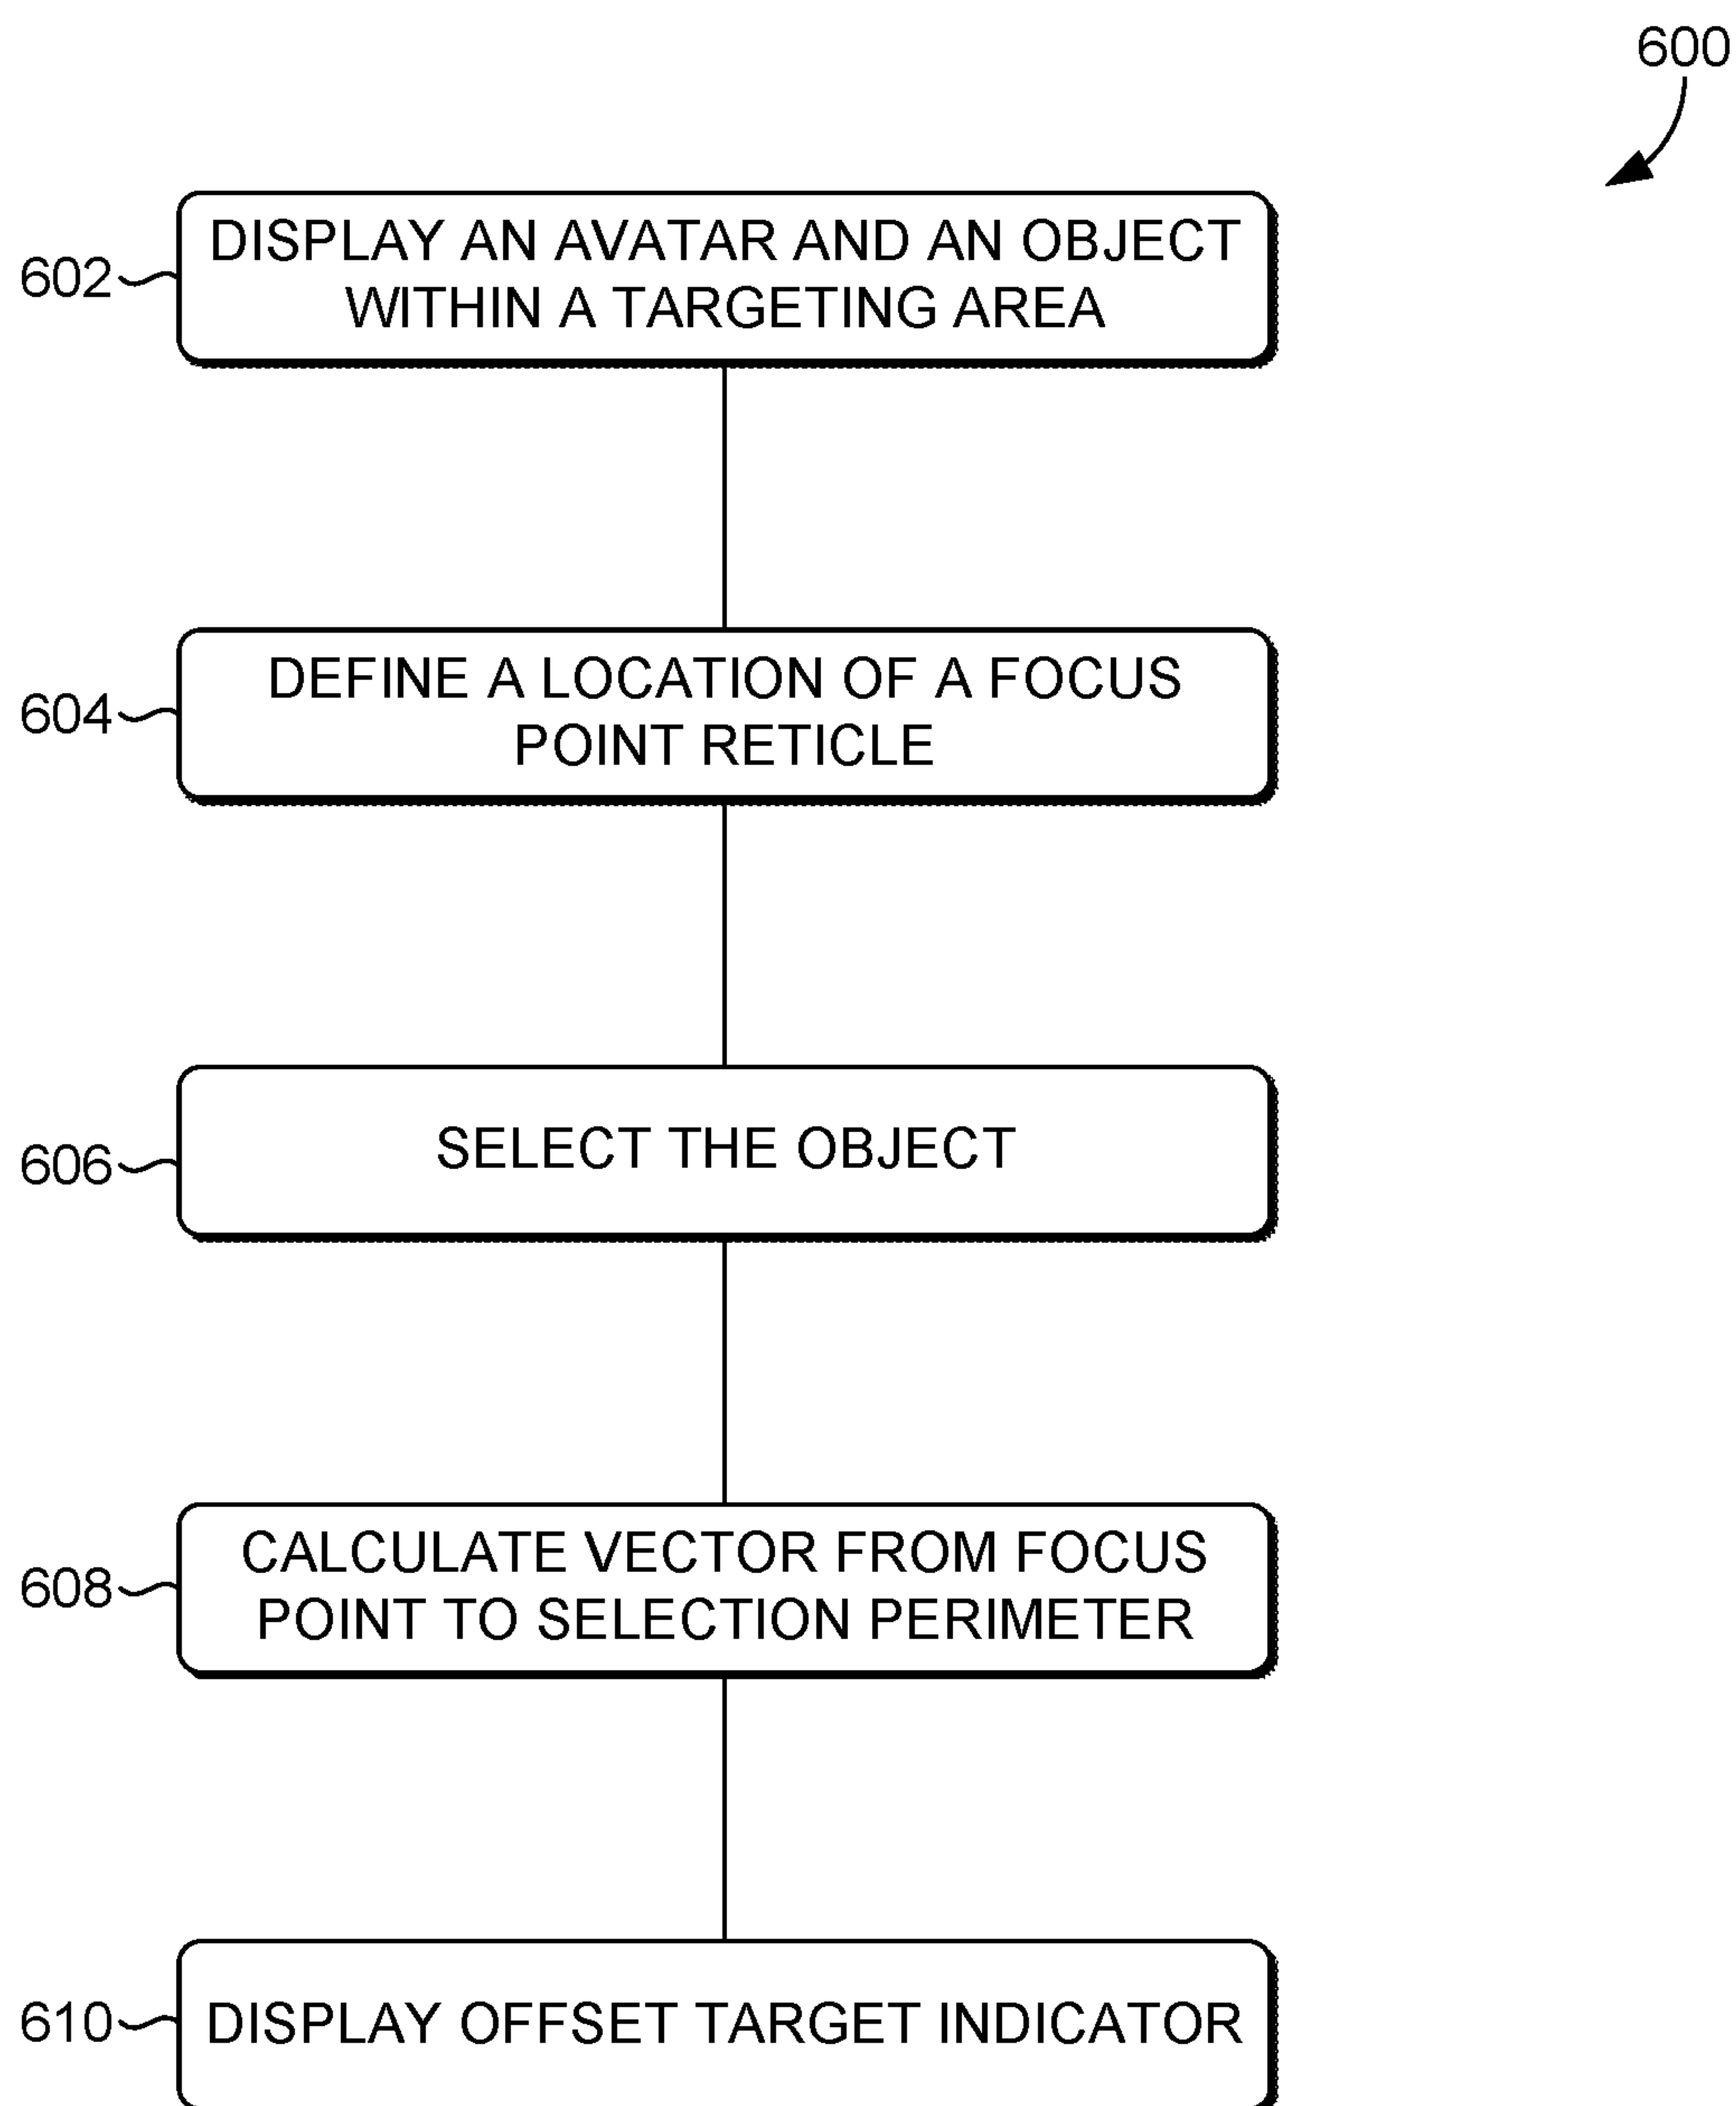 600
602
DISPLAY AN AVATAR AND AN OBJECT
WITHIN A TARGETING AREA
604
DEFINE A LOCATION OF A FOCUS
POINT RETICLE
606
SELECT THE OBJECT
608
CALCULATE VECTOR FROM FOCUS
POINT TO SELECTION PERIMETER
610
DISPLAY OFFSET TARGET INDICATOR